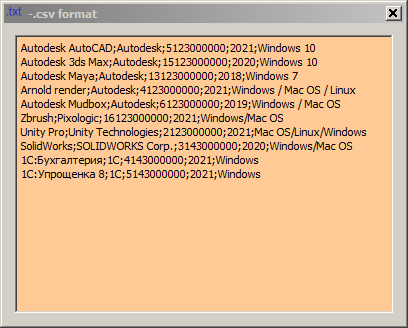 .txt -.csv format
Autodesk AutoCAD;Autodesk;5123000000;2021;Windows 10
Autodesk 3ds Max;Autodesk;15123000000;2020;Windows 10
Autodesk Maya;Autodesk;13123000000;2018;Windows 7
Arnold render;Autodesk;4123000000;2021;Windows / Mac OS / Linux
Autodesk Mudbox;Autodesk;6123000000;2019;Windows / Mac OS
Zbrush;Pixologic;16123000000;2021;Windows/Mac OS
Unity Pro;Unity Technologies;2123000000;2021;Mac OS/Linux/Windows
SolidWorks;SOLIDWORKS Corp.;3143000000;2020;Windows/Mac OS
1С:Бухгалтерия;1С;4143000000;2021;Windows
1С:Упрощенка 8;1С;5143000000;2021;Windows